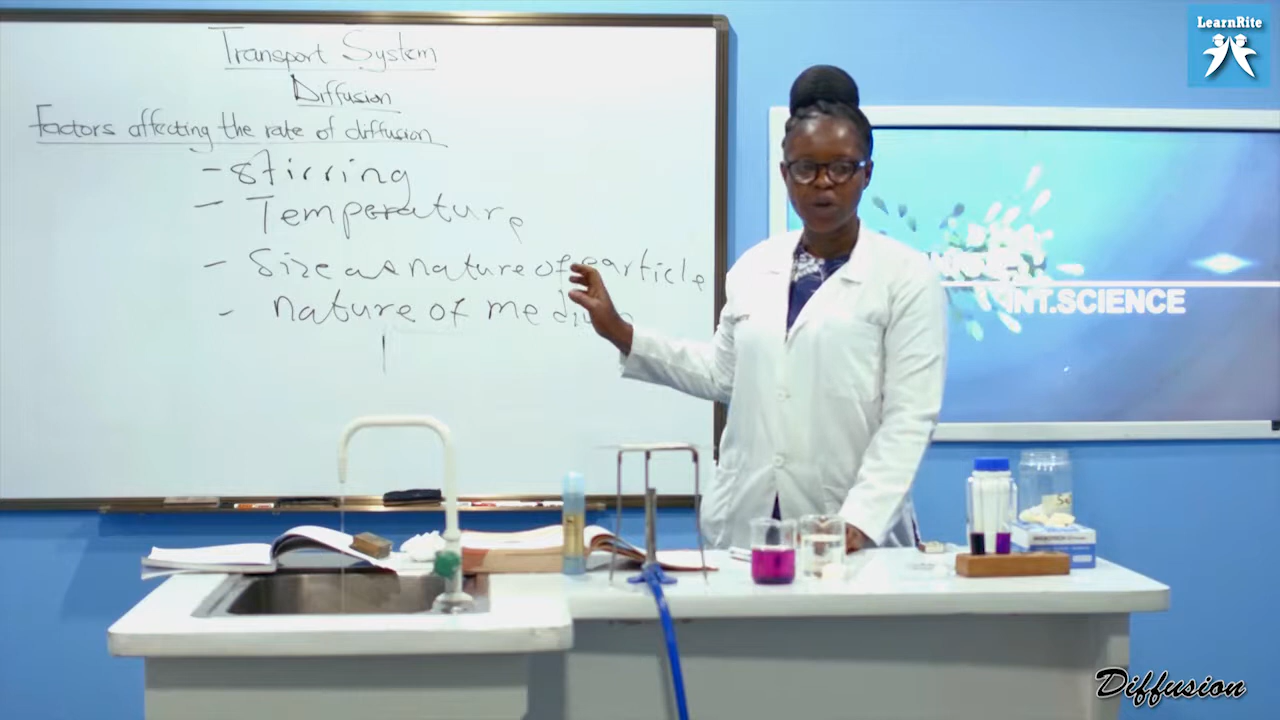 Transport System
Diffusion
Factors affecting the rate of diffusion
- Stirring
- Temperature
- Size as nature of particle
- nature of medium
LearnRite
INT.SCIENCE
Diffusion